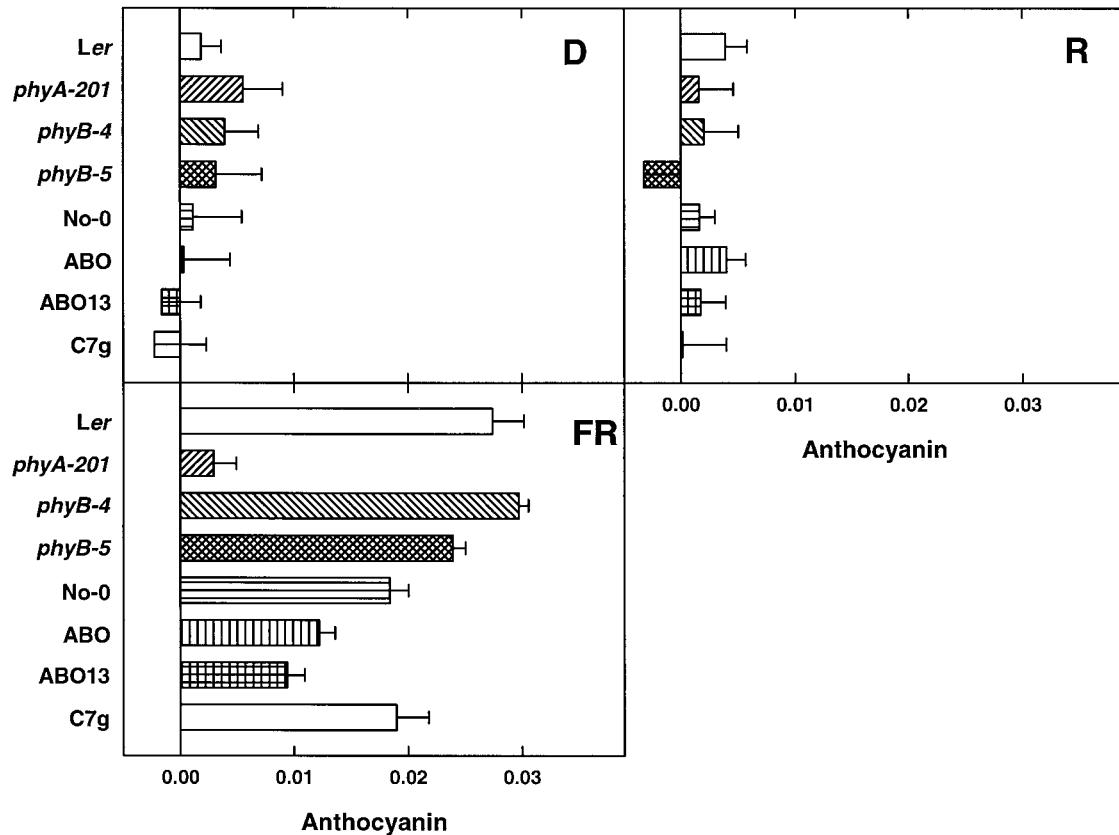 Ler
phyA-201
phyB-4
phyB-5
No-0
ABO
ABO13
C7g
D
R
0.00 0.01 0.02 0.03
Anthocyanin
Ler
phyA-201
phyB-4
phyB-5
No-0
ABO
ABO13
C7g
FR
0.00 0.01 0.02 0.03
Anthocyanin